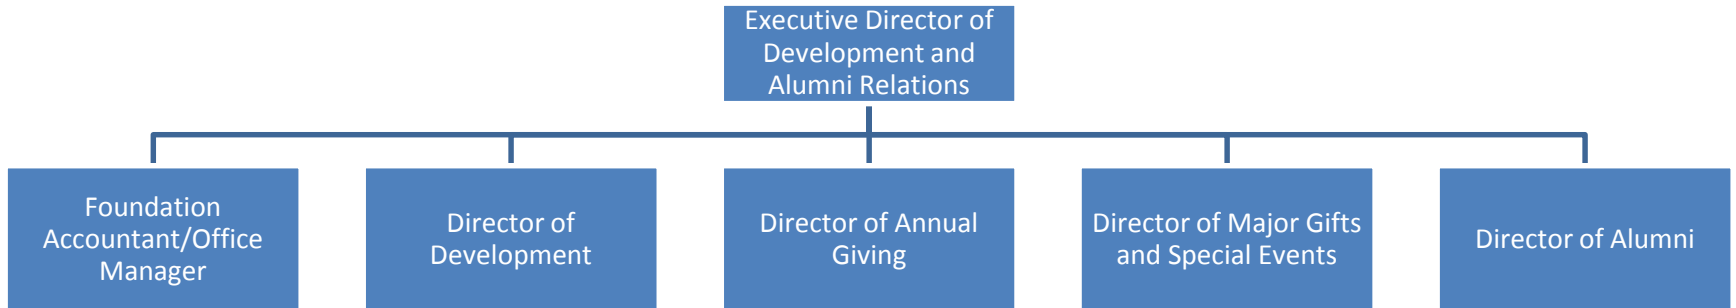 Executive Director of
Development and
Alumni Relations
Foundation
Accountant/Office
Manager
Director of
Development
Director of Annual
Giving
Director of Major Gifts
and Special Events
Director of Alumni